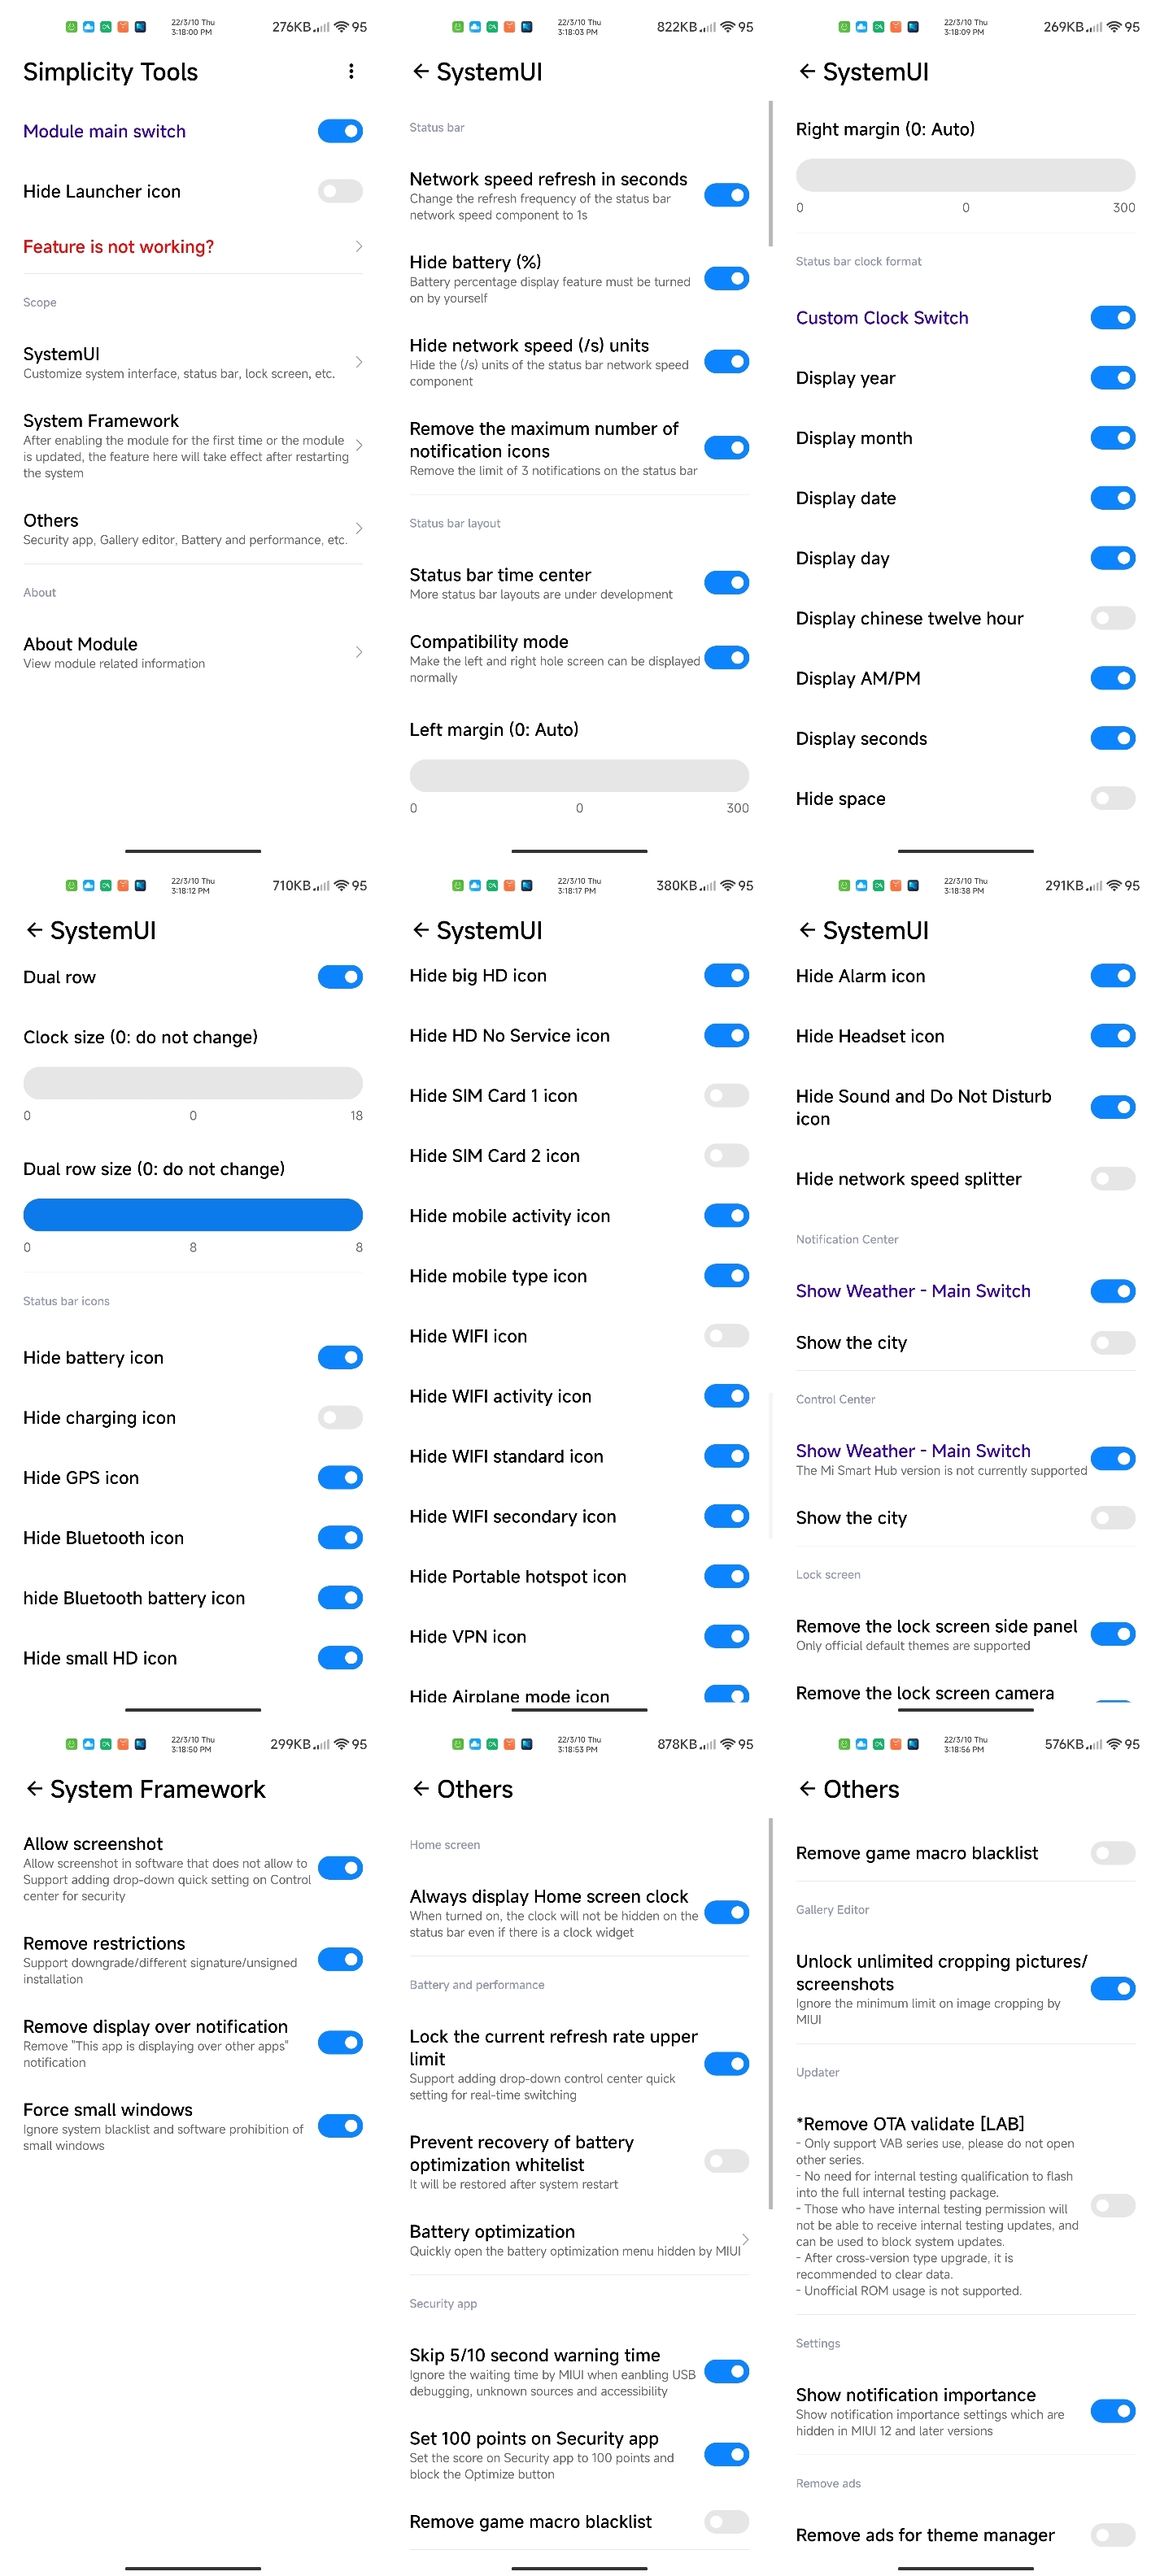 22/3/10 Thu
3:18:00 PM
276KB
95
Simplicity Tools
Module main switch
Hide Launcher icon
Feature is not working?
Scope
SystemUI
Customize system interface, status bar, lock screen, etc.
System Framework
After enabling the module for the first time or the module
is updated, the feature here will take effect after restarting
the system
Others
Security app, Gallery editor, Battery and performance, etc.
About
About Module
View module related information
22/3/10 Thu
3:18:03 PM
822KB
95
SystemUI
Status bar
Network speed refresh in seconds
Change the refresh frequency of the status bar
network speed component to 1s
Hide battery (%)
Battery percentage display feature must be turned
on by yourself
Hide network speed (/s) units
Hide the (/s) units of the status bar network speed
component
Remove the maximum number of
notification icons
Remove the limit of 3 notifications on the status bar
Status bar layout
Status bar time center
More status bar layouts are under development
Compatibility mode
Make the left and right hole screen can be displayed
normally
Left margin (0: Auto)
0 0 300
22/3/10 Thu
3:18:09 PM
269KB
95
SystemUI
Right margin (0: Auto)
0 0 300
Status bar clock format
Custom Clock Switch
Display year
Display month
Display date
Display day
Display chinese twelve hour
Display AM/PM
Display seconds
Hide space
22/3/10 Thu
3:18:12 PM
710KB
95
SystemUI
Dual row
Clock size (0: do not change)
0 0 18
Dual row size (0: do not change)
0 8 8
Status bar icons
Hide battery icon
Hide charging icon
Hide GPS icon
Hide Bluetooth icon
hide Bluetooth battery icon
Hide small HD icon
22/3/10 Thu
3:18:17 PM
380KB
95
SystemUI
Hide big HD icon
Hide HD No Service icon
Hide SIM Card 1 icon
Hide SIM Card 2 icon
Hide mobile activity icon
Hide mobile type icon
Hide WIFI icon
Hide WIFI activity icon
Hide WIFI standard icon
Hide WIFI secondary icon
Hide Portable hotspot icon
Hide VPN icon
Hide Airplane mode icon
22/3/10 Thu
3:18:38 PM
291KB
95
SystemUI
Hide Alarm icon
Hide Headset icon
Hide Sound and Do Not Disturb
icon
Hide network speed splitter
Notification Center
Show Weather - Main Switch
Show the city
Control Center
Show Weather - Main Switch
The Mi Smart Hub version is not currently supported
Show the city
Lock screen
Remove the lock screen side panel
Only official default themes are supported
Remove the lock screen camera
22/3/10 Thu
3:18:50 PM
299KB
95
System Framework
Allow screenshot
Allow screenshot in software that does not allow to
Support adding drop-down quick setting on Control
center for security
Remove restrictions
Support downgrade/different signature/unsigned
installation
Remove display over notification
Remove "This app is displaying over other apps"
notification
Force small windows
Ignore system blacklist and software prohibition of
small windows
22/3/10 Thu
3:18:53 PM
878KB
95
Others
Home screen
Always display Home screen clock
When turned on, the clock will not be hidden on the
status bar even if there is a clock widget
Battery and performance
Lock the current refresh rate upper
limit
Support adding drop-down control center quick
setting for real-time switching
Prevent recovery of battery
optimization whitelist
It will be restored after system restart
Battery optimization
Quickly open the battery optimization menu hidden by MIUI
Security app
Skip 5/10 second warning time
Ignore the waiting time by MIUI when eanbling USB
debugging, unknown sources and accessibility
Set 100 points on Security app
Set the score on Security app to 100 points and
block the Optimize button
Remove game macro blacklist
22/3/10 Thu
3:18:56 PM
576KB
95
Others
Remove game macro blacklist
Gallery Editor
Unlock unlimited cropping pictures/
screenshots
Ignore the minimum limit on image cropping by
MIUI
Updater
*Remove OTA validate [LAB]
- Only support VAB series use, please do not open
other series.
- No need for internal testing qualification to flash
into the full internal testing package.
- Those who have internal testing permission will
not be able to receive internal testing updates, and
can be used to block system updates.
- After cross-version type upgrade, it is
recommended to clear data.
- Unofficial ROM usage is not supported.
Settings
Show notification importance
Show notification importance settings which are
hidden in MIUI 12 and later versions
Remove ads
Remove ads for theme manager